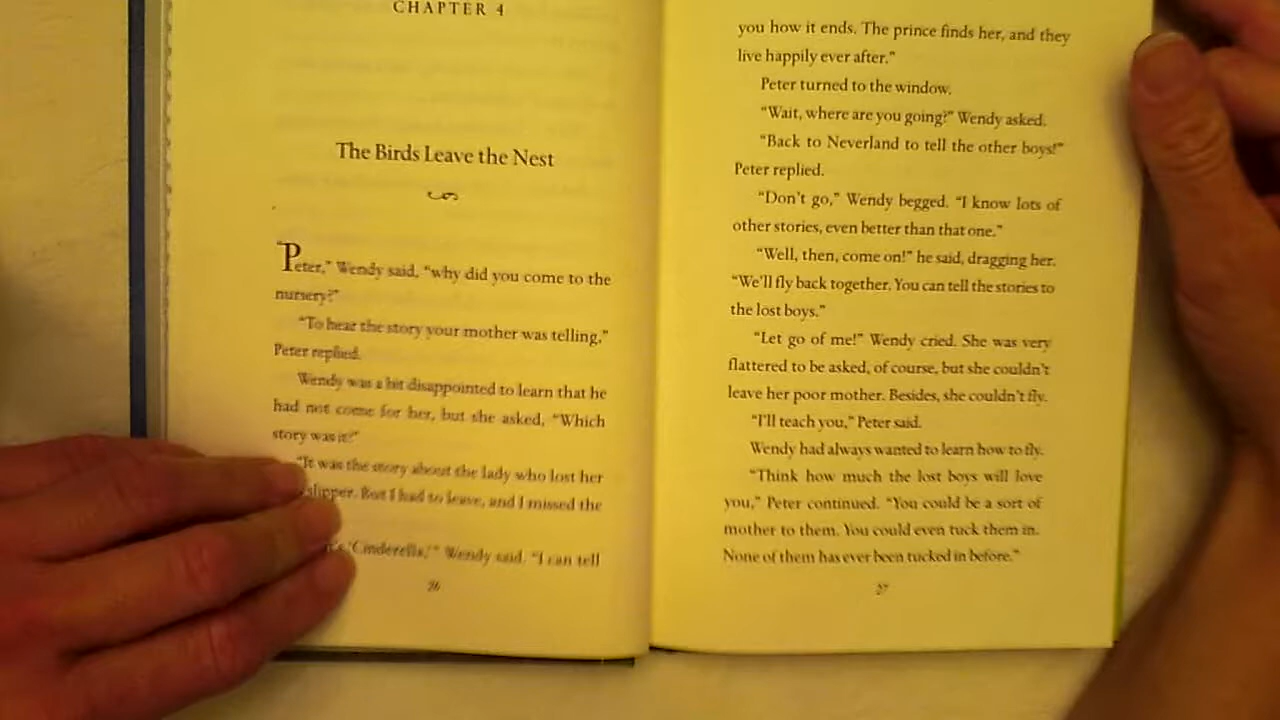 CHAPTER 4
The Birds Leave the Nest
"Peter," Wendy said, "why did you come to the
nursery?"
"To hear the story your mother was telling,"
Peter replied.
Wendy was a bit disappointed to learn that he
had not come for her, but she asked, "Which
story was it?"
"It was the story about the lady who lost her
slipper. But I had to leave, and I missed the
'Cinderella,'" Wendy said. "I can tell
26
you how it ends. The prince finds her, and they
live happily ever after."
Peter turned to the window.
"Wait, where are you going?" Wendy asked.
"Back to Neverland to tell the other boys!"
Peter replied.
"Don't go," Wendy begged. "I know lots of
other stories, even better than that one."
"Well, then, come on!" he said, dragging her.
"We'll fly back together. You can tell the stories to
the lost boys."
"Let go of me!" Wendy cried. She was very
flattered to be asked, of course, but she couldn't
leave her poor mother. Besides, she couldn't fly.
"I'll teach you," Peter said.
Wendy had always wanted to learn how to fly.
"Think how much the lost boys will love
you," Peter continued. "You could be a sort of
mother to them. You could even tuck them in.
None of them has ever been tucked in before."
27